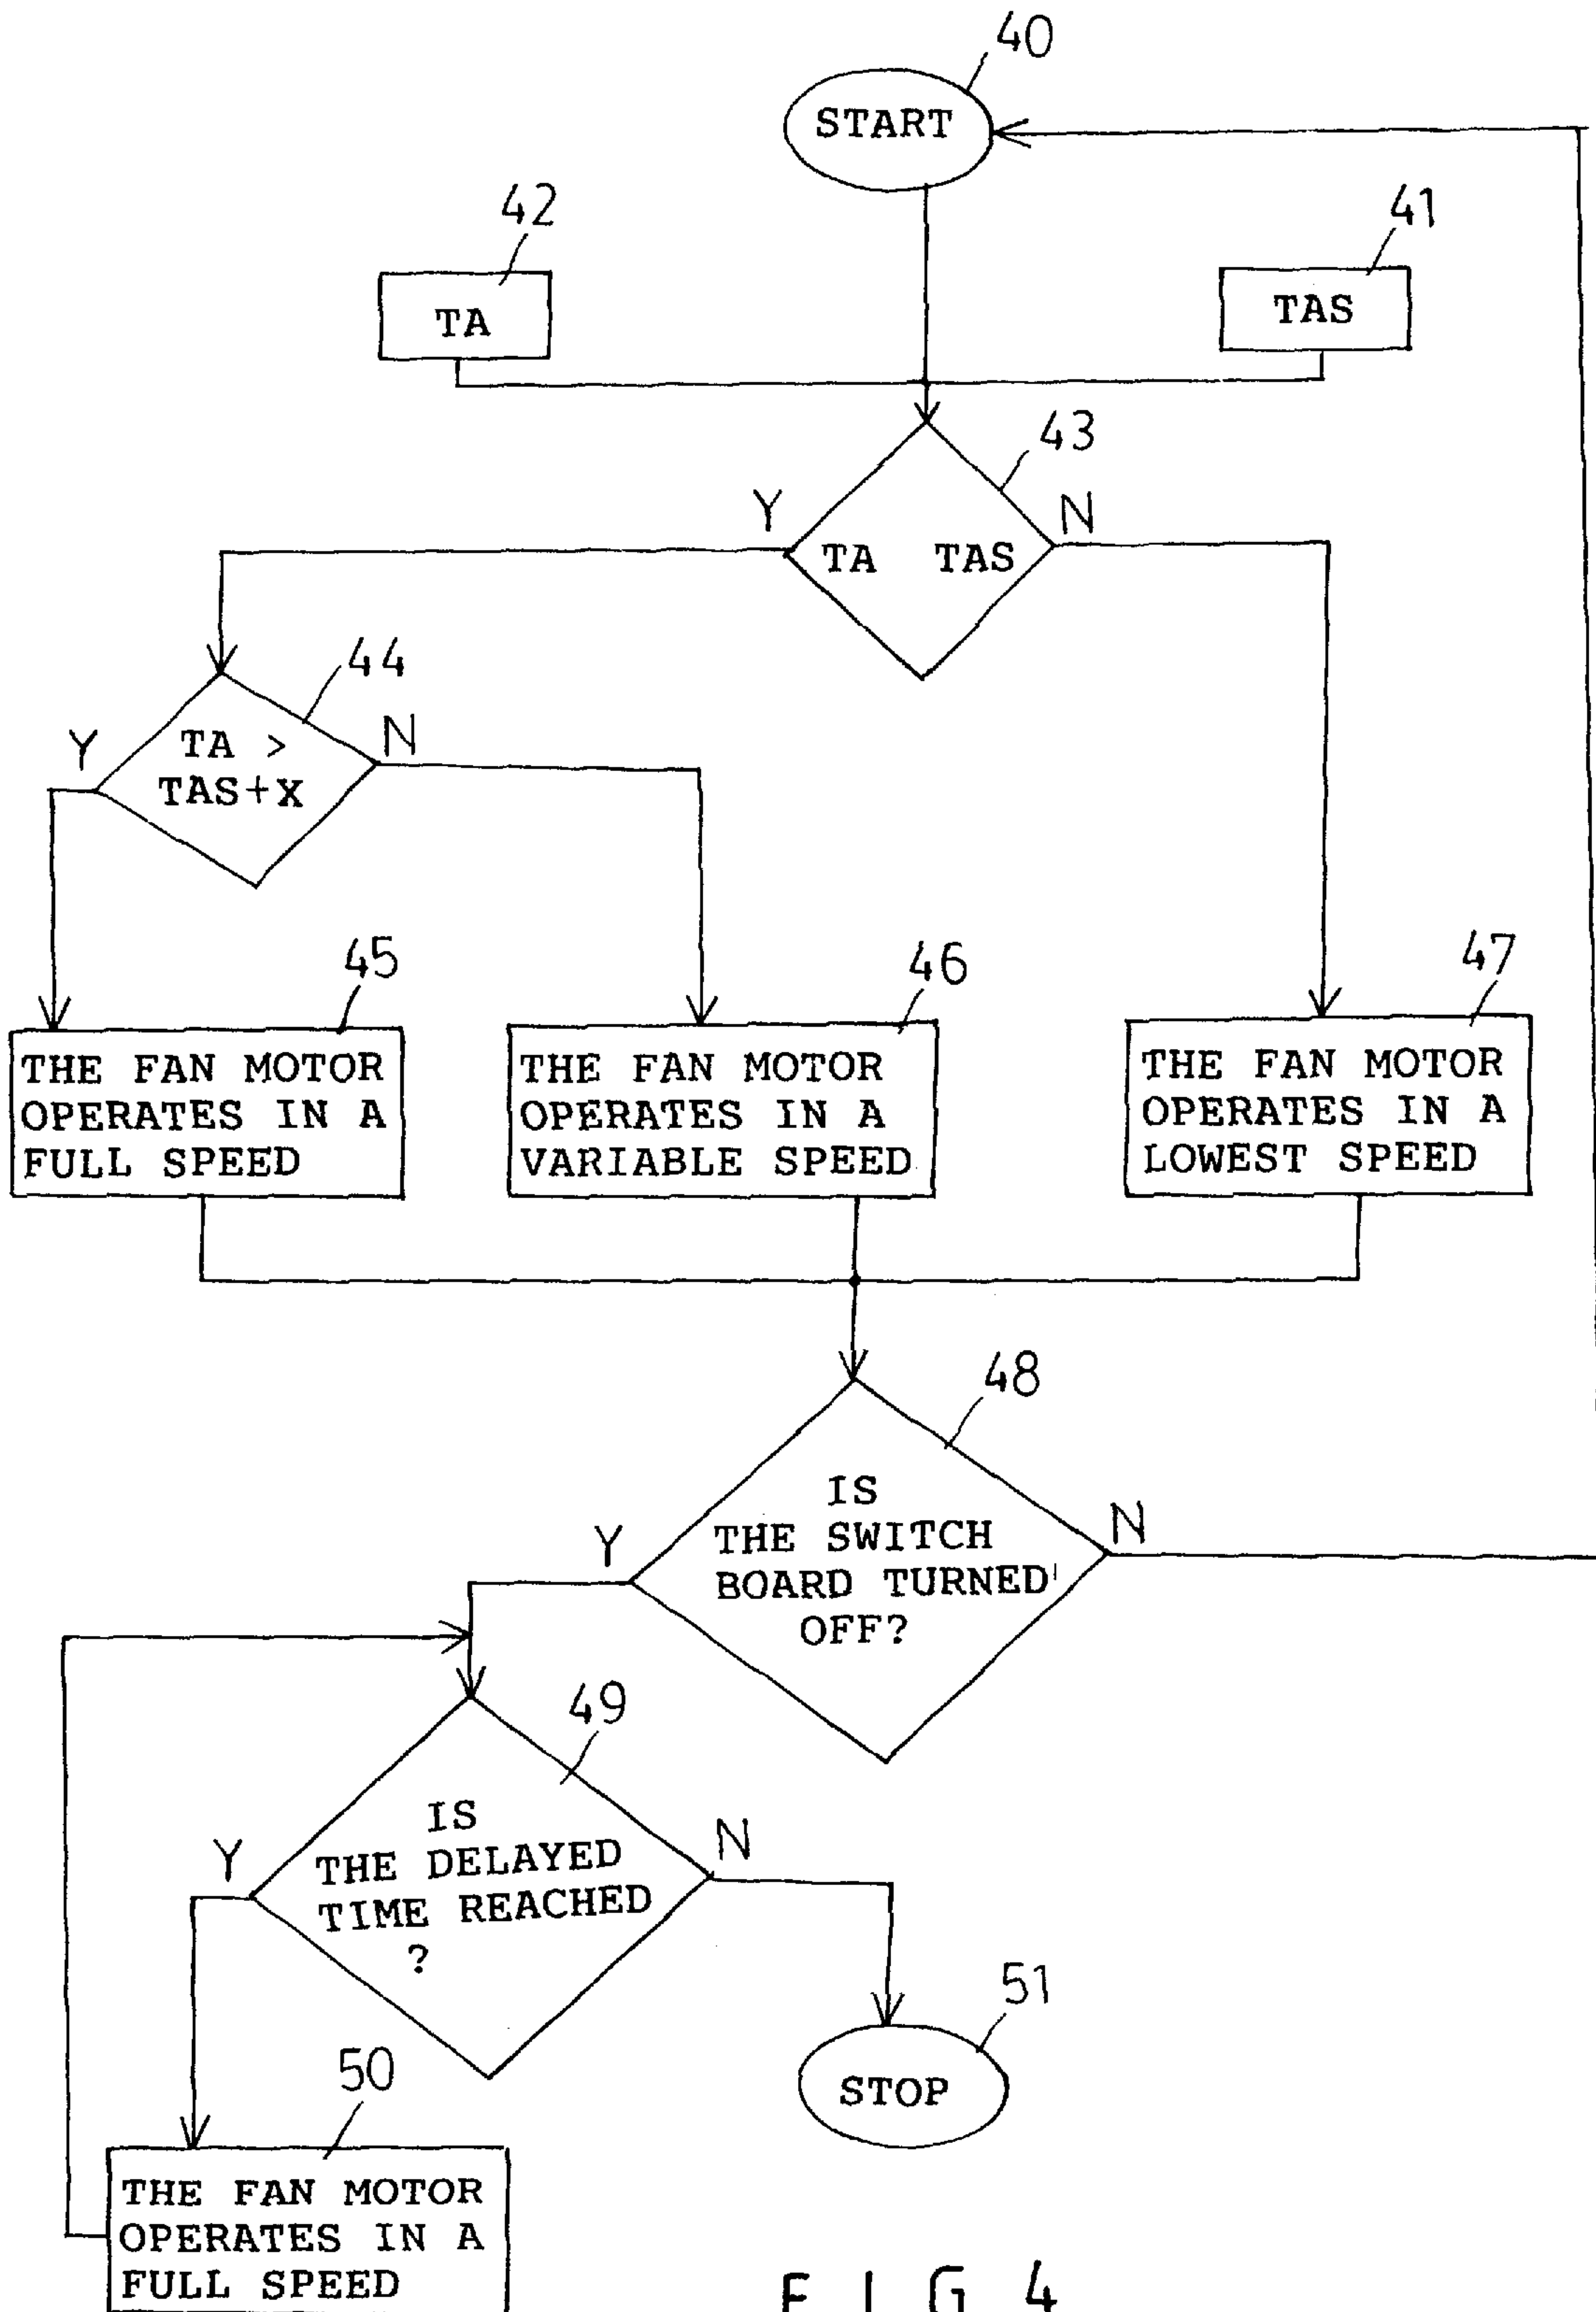 40
START
42
41
TA
TAS
43
Y
N
TA TAS
44
Y
N
TA >
TAS+X
45
46
47
THE FAN MOTOR
OPERATES IN A
FULL SPEED
THE FAN MOTOR
OPERATES IN A
VARIABLE SPEED
THE FAN MOTOR
OPERATES IN A
LOWEST SPEED
48
Y
N
IS
THE SWITCH
BOARD TURNED
OFF?
49
Y
N
IS
THE DELAYED
TIME REACHED
?
51
STOP
50
THE FAN MOTOR
OPERATES IN A
FULL SPEED
FIG 4